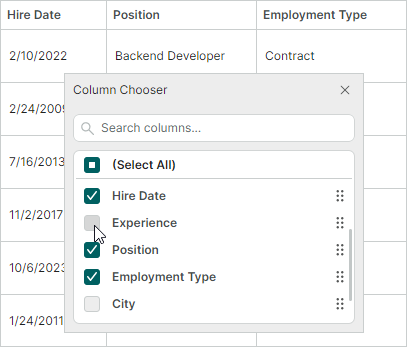 Hire Date Position Employment Type
2/10/2022 Backend Developer Contract
Column Chooser
2/24/2009
Search columns...
7/16/2013
(Select All)
Hire Date
11/2/2017
Experience
Position
10/6/2023
Employment Type
City
1/24/2011